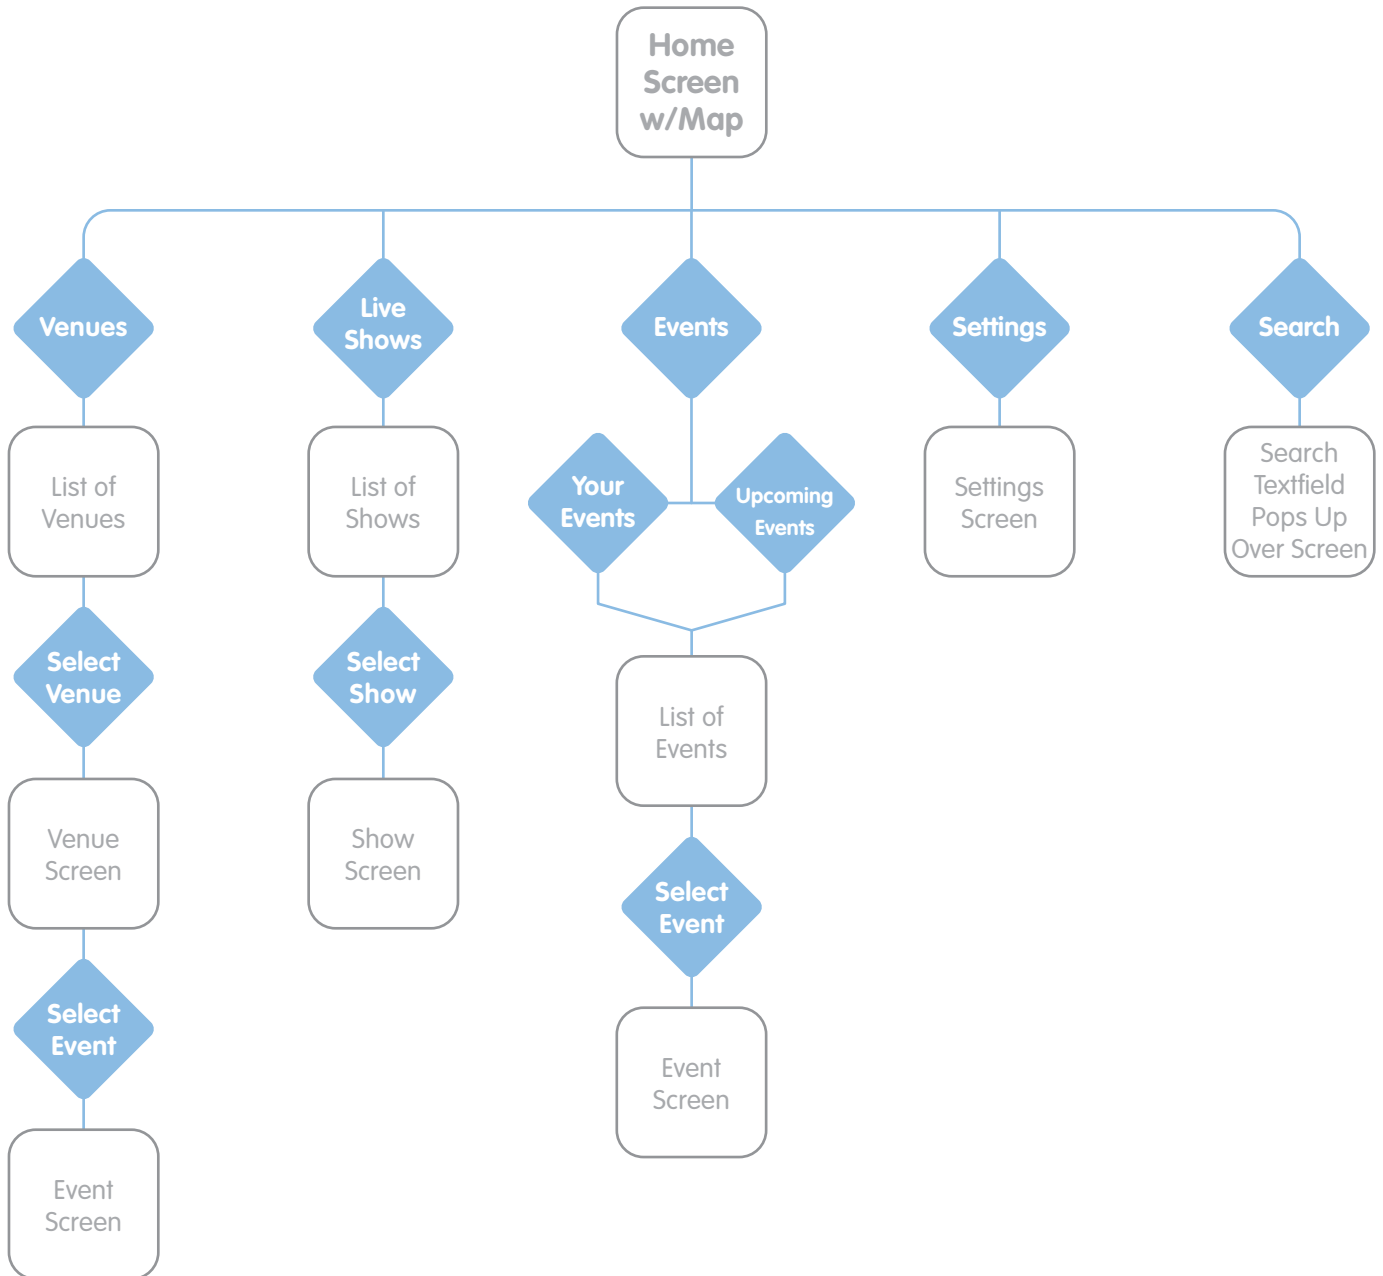 Home
Screen
w/Map
Venues
Live
Shows
Events
Settings
Search
List of
Venues
List of
Shows
Your
Events
Upcoming
Events
Settings
Screen
Search
Textfield
Pops Up
Over Screen
Select
Venue
Select
Show
List of
Events
Venue
Screen
Show
Screen
Select
Event
Select
Event
Event
Screen
Event
Screen